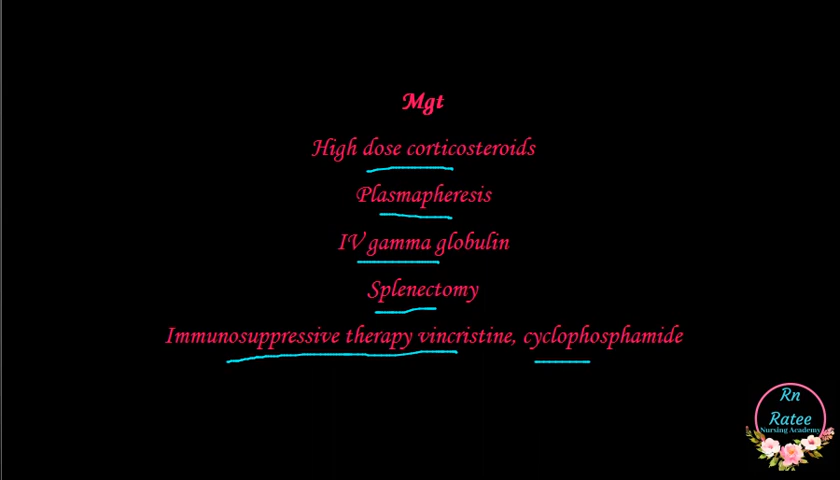 Mgt
High dose corticosteroids
Plasmapheresis
IV gamma globulin
Splenectomy
Immunosuppressive therapy vincristine, cyclophosphamide
Rn
Ratee
Nursing Academy